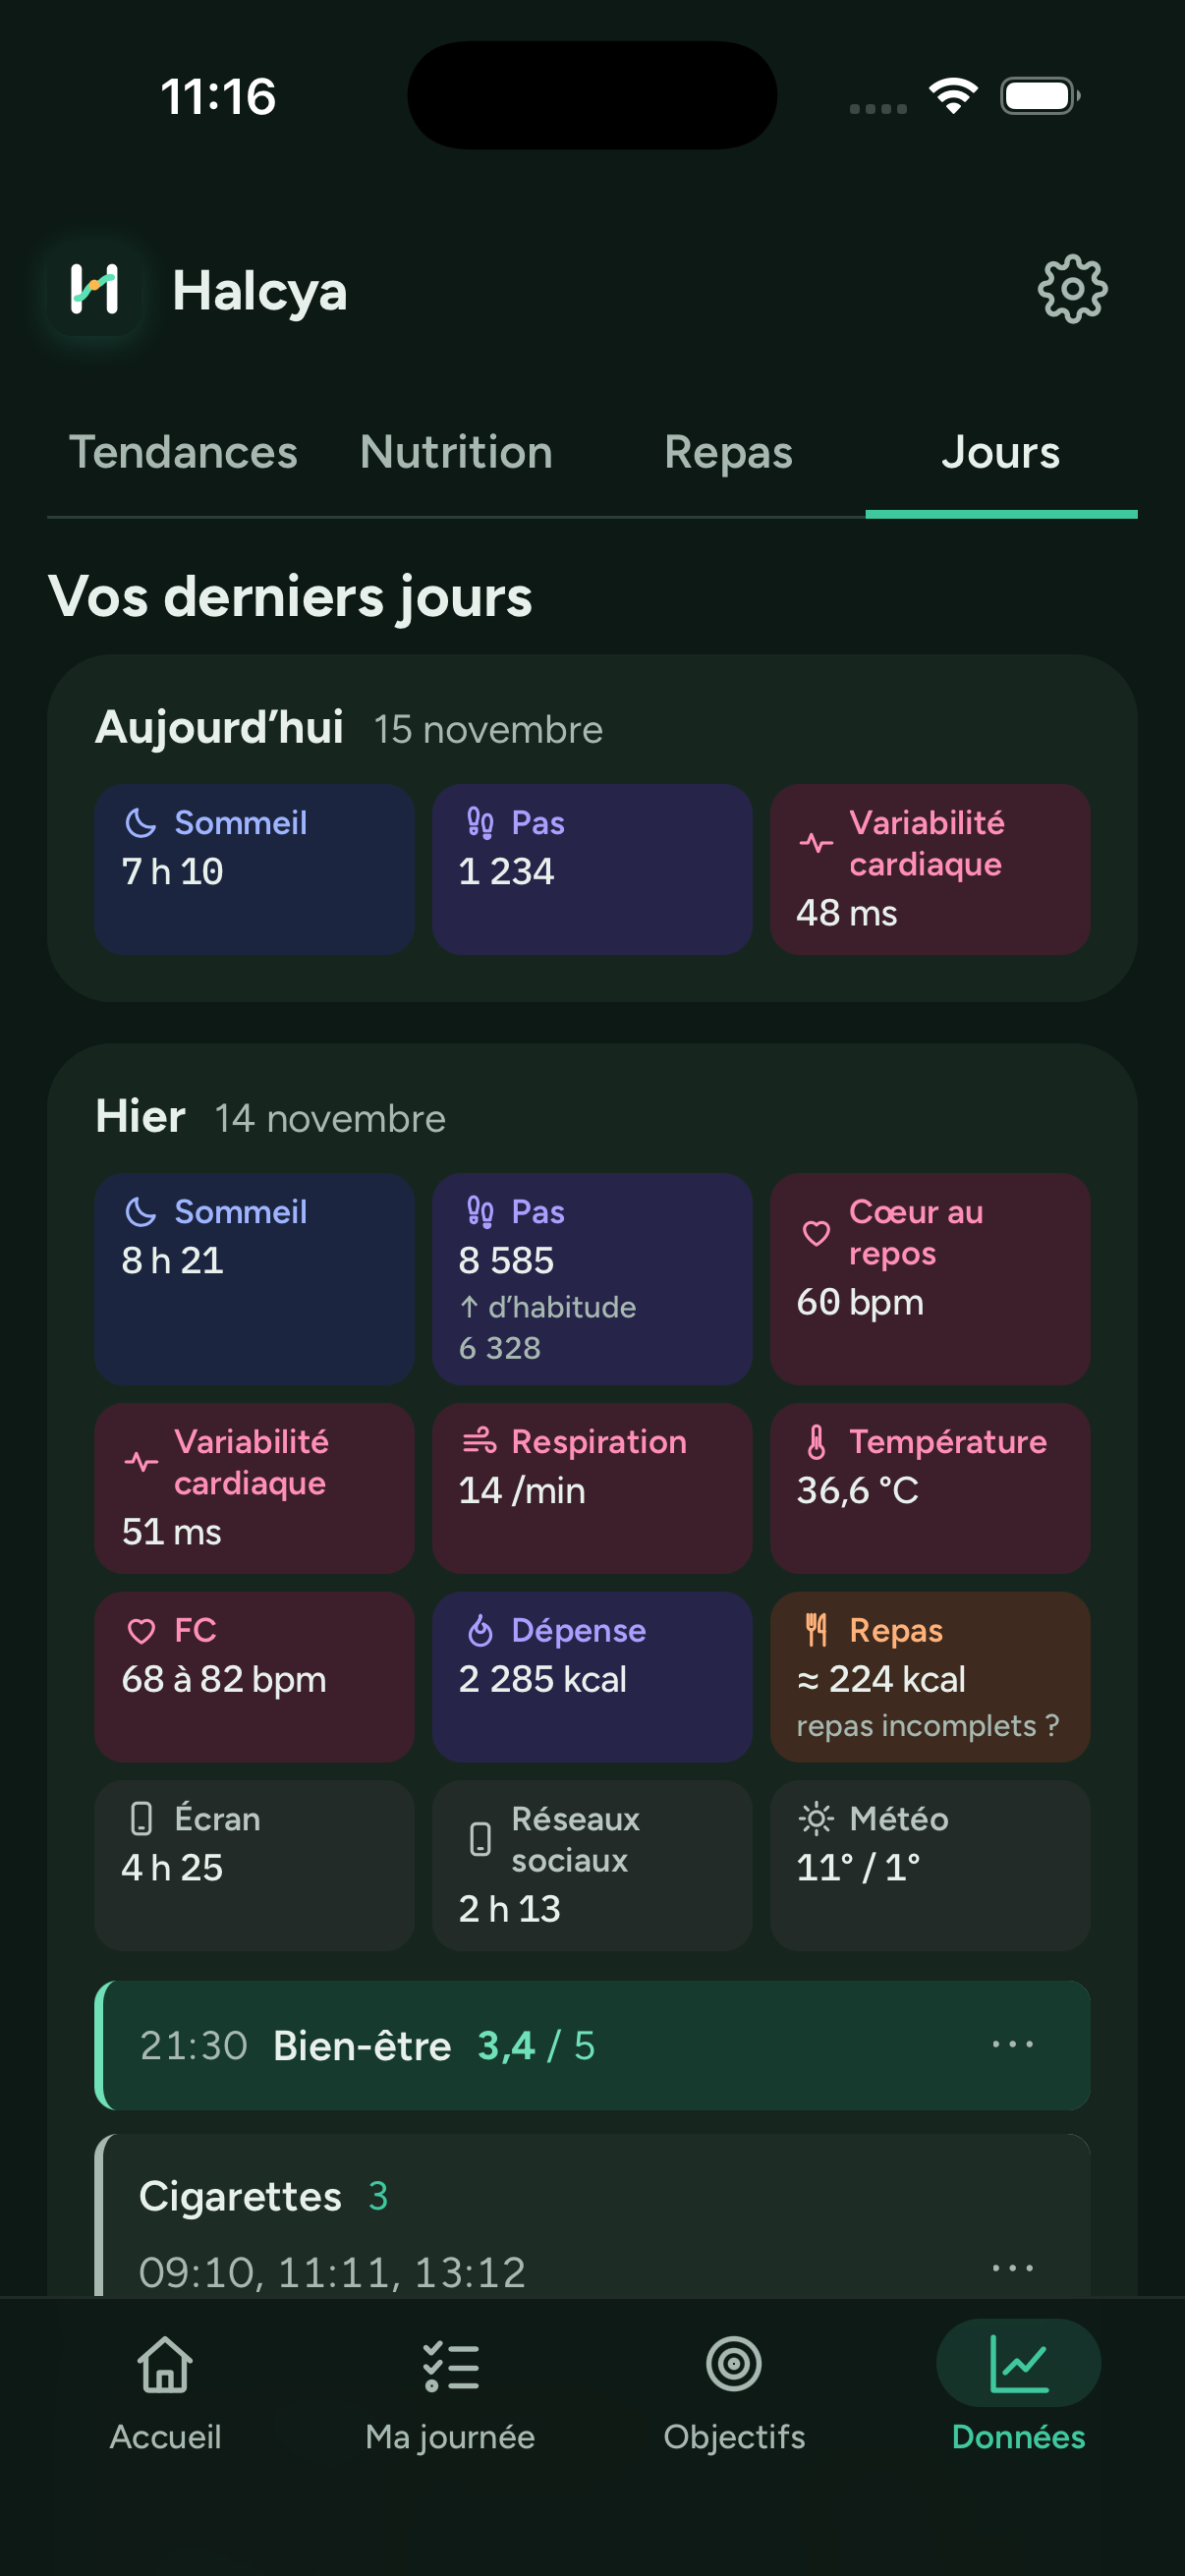 11:16
Halcya
Tendances Nutrition Repas Jours
Vos derniers jours
Aujourd’hui 15 novembre
Sommeil
7 h 10
Pas
1 234
Variabilité
cardiaque
48 ms
Hier 14 novembre
Sommeil
8 h 21
Pas
8 585
↑ d’habitude
6 328
Cœur au
repos
60 bpm
Variabilité
cardiaque
51 ms
Respiration
14 /min
Température
36,6 °C
FC
68 à 82 bpm
Dépense
2 285 kcal
Repas
≈ 224 kcal
repas incomplets ?
Écran
4 h 25
Réseaux
sociaux
2 h 13
Météo
11° / 1°
21:30 Bien-être 3,4 / 5
Cigarettes 3
09:10, 11:11, 13:12
Accueil Ma journée Objectifs Données